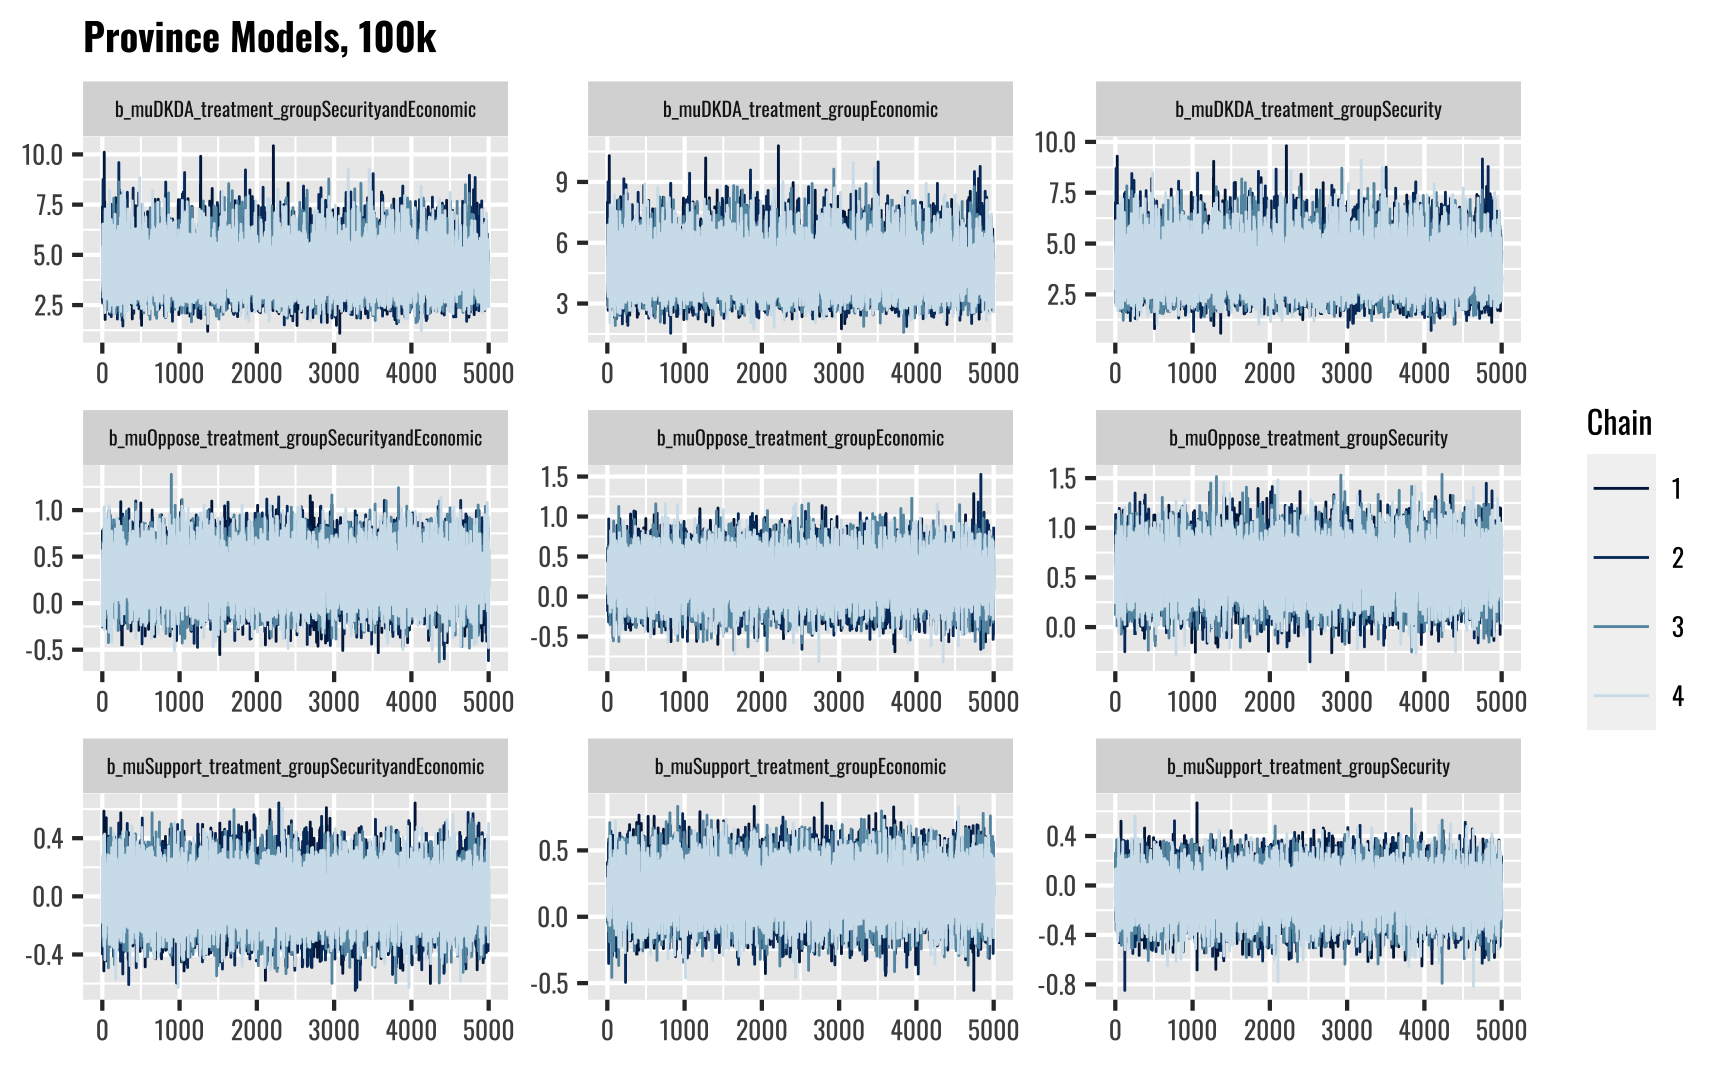 Province Models, 100k
b_muDKDA_treatment_groupSecurityandEconomic
10.0
7.5
5.0
2.5
0 1000 2000 3000 4000 5000
b_muDKDA_treatment_groupEconomic
9
6
3
0 1000 2000 3000 4000 5000
b_muDKDA_treatment_groupSecurity
10.0
7.5
5.0
2.5
0 1000 2000 3000 4000 5000
b_muOppose_treatment_groupSecurityandEconomic
1.0
0.5
0.0
-0.5
0 1000 2000 3000 4000 5000
b_muOppose_treatment_groupEconomic
1.5
1.0
0.5
0.0
-0.5
0 1000 2000 3000 4000 5000
b_muOppose_treatment_groupSecurity
1.5
1.0
0.5
0.0
0 1000 2000 3000 4000 5000
b_muSupport_treatment_groupSecurityandEconomic
0.4
0.0
-0.4
0 1000 2000 3000 4000 5000
b_muSupport_treatment_groupEconomic
0.5
0.0
-0.5
0 1000 2000 3000 4000 5000
b_muSupport_treatment_groupSecurity
0.4
0.0
-0.4
-0.8
0 1000 2000 3000 4000 5000
Chain
1
2
3
4